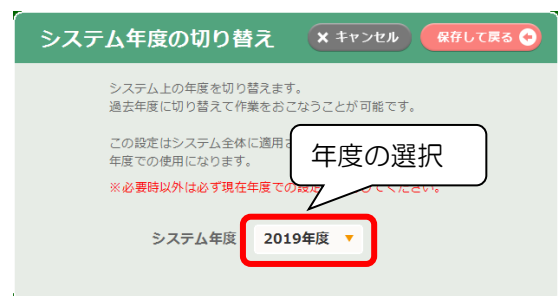 システム年度の切り替え
× キャンセル
保存して戻る
システム上の年度を切り替えます。
過去年度に切り替えて作業をおこなうことが可能です。
この設定はシステム全体に適用さ
年度での使用になります。
年度の選択
※必要時以外は必ず現在年度での設定 してください。
システム年度
2019年度 ▼